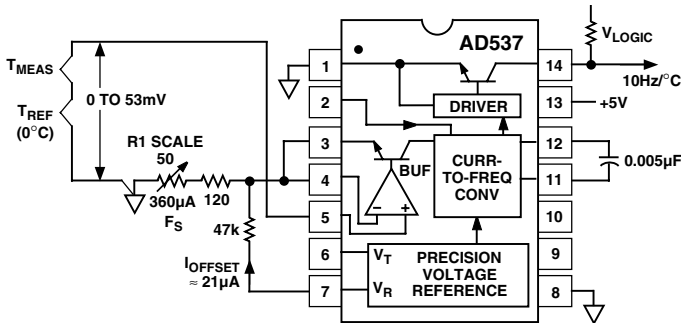 AD537
V_LOGIC
1
14
10Hz/°C
T_MEAS
0 TO 53mV
DRIVER
2
13
+5V
T_REF
(0°C)
R1 SCALE
50
3
BUF
CURR-
TO-FREQ
CONV
12
0.005µF
4
11
360µA
F_S
120
– +
5
10
47k
6
V_T
PRECISION
VOLTAGE
REFERENCE
9
I_OFFSET
≈ 21µA
7
V_R
8